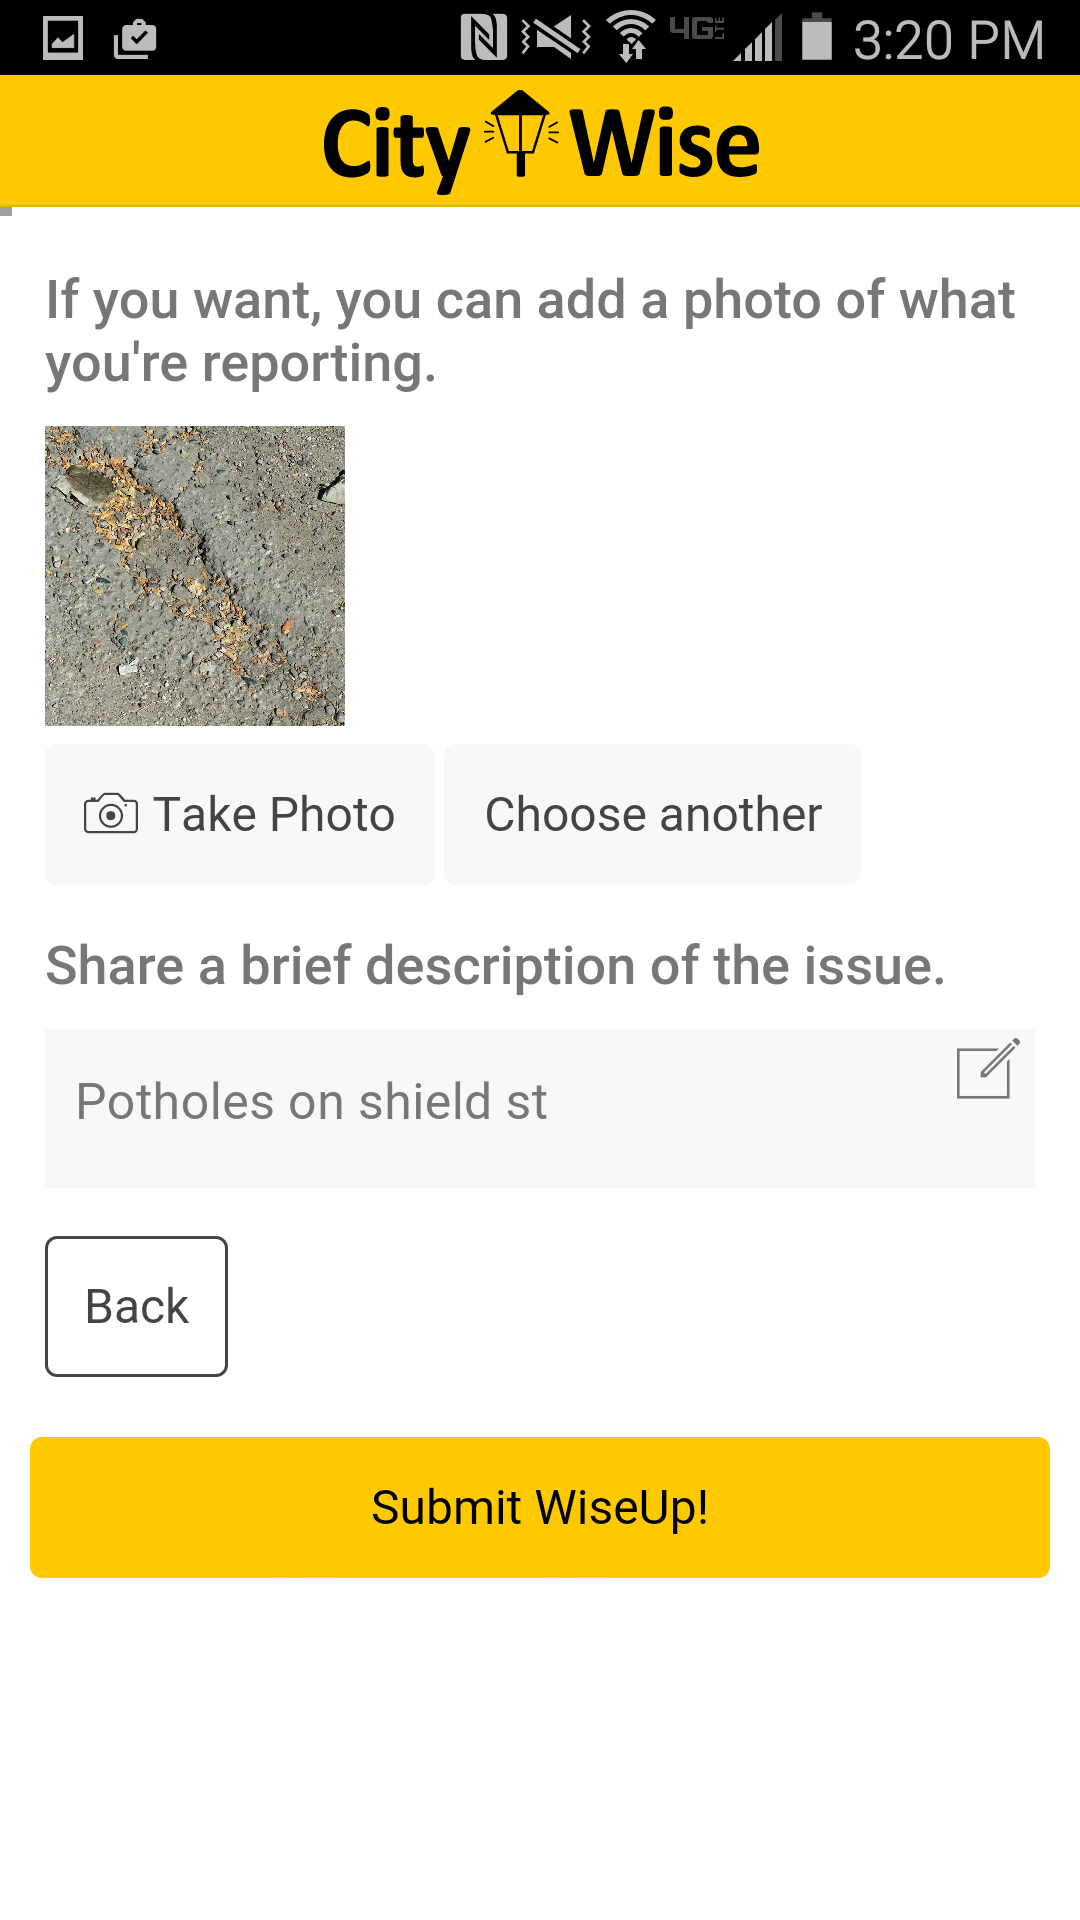 4G LTE 3:20 PM
City Wise
If you want, you can add a photo of what
you're reporting.
Take Photo Choose another
Share a brief description of the issue.
Potholes on shield st
Back
Submit WiseUp!